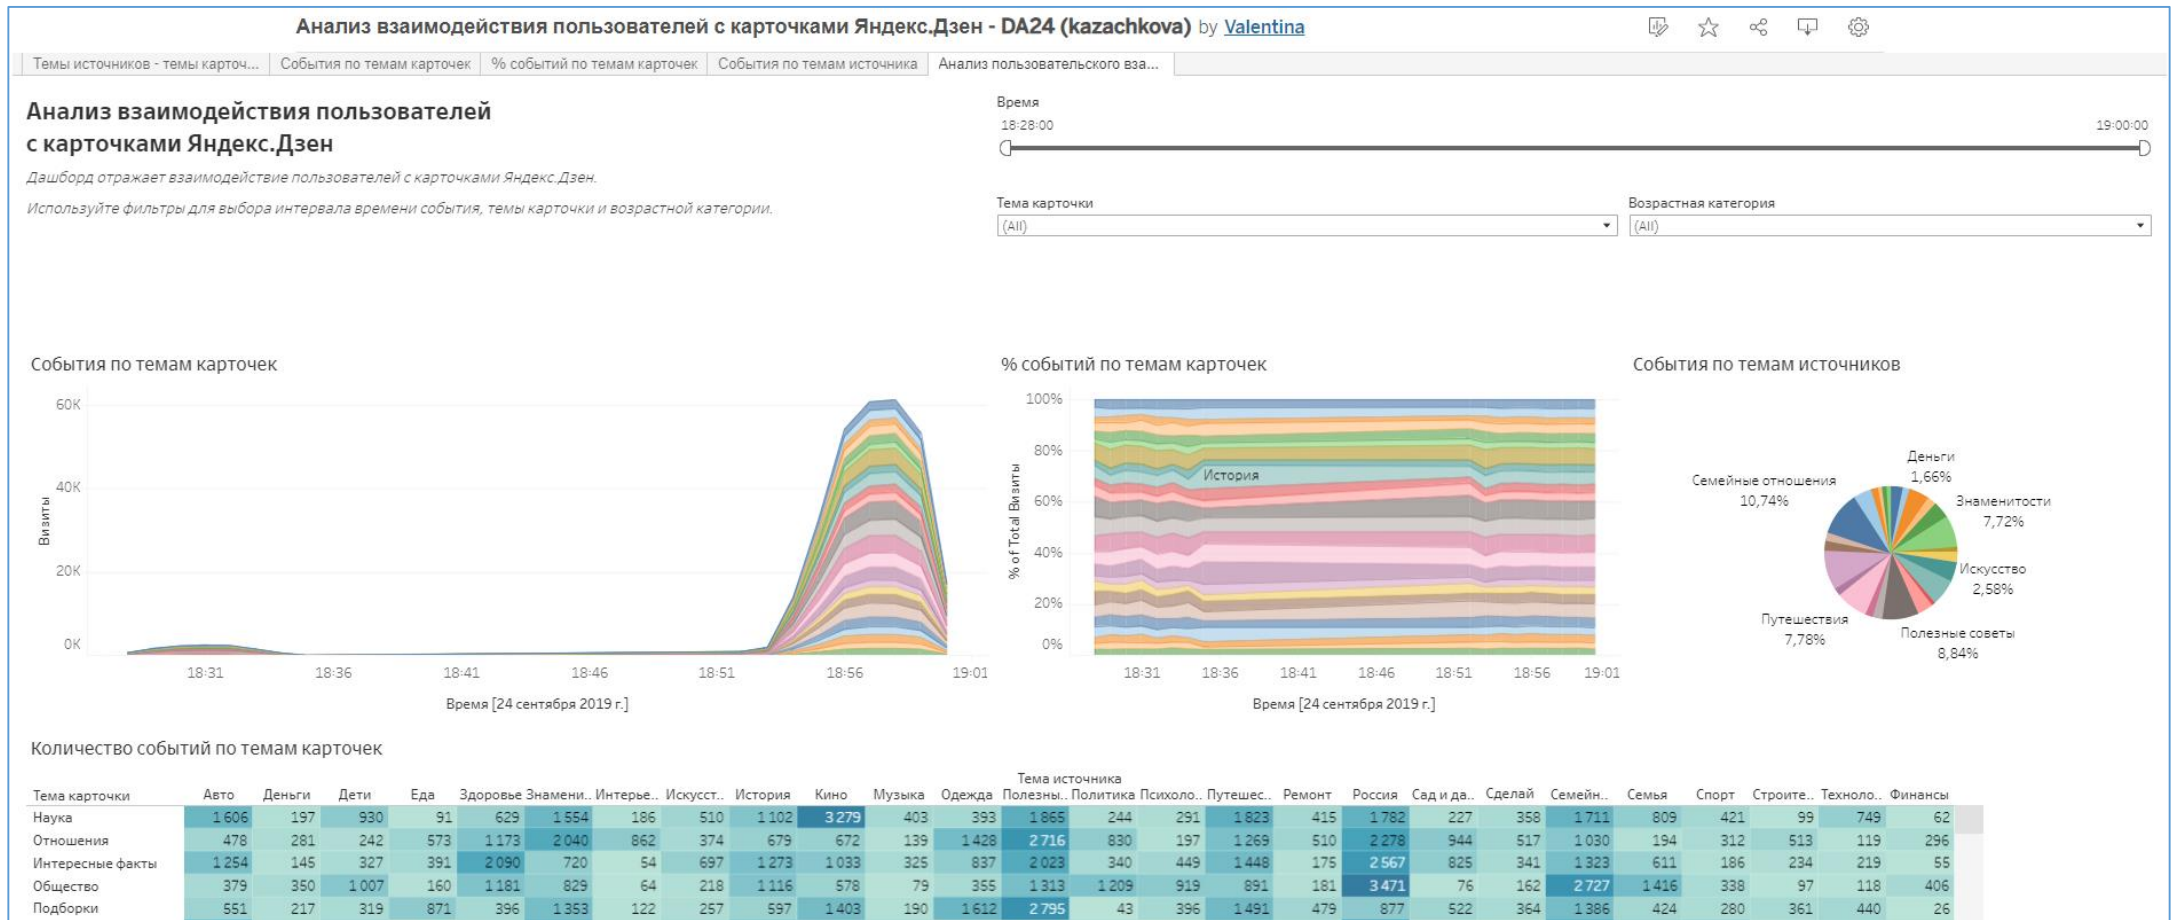 Анализ взаимодействия пользователей с карточками Яндекс.Дзен - DA24 (kazachkova) by Valentina
Темы источников - темы карточ... События по темам карточек % событий по темам карточек События по темам источника Анализ пользовательского вза...
Анализ взаимодействия пользователей
с карточками Яндекс.Дзен
Дашборд отражает взаимодействие пользователей с карточками Яндекс.Дзен.
Используйте фильтры для выбора интервала времени события, темы карточки и возрастной категории.
Время
18:28:00 19:00:00
Тема карточки Возрастная категория
(All) (All)
События по темам карточек
60K
40K
20K
0K
Визиты
18:31 18:36 18:41 18:46 18:51 18:56 19:01
Время [24 сентября 2019 г.]
% событий по темам карточек
100%
80%
60%
40%
20%
0%
% of Total Визиты
История
18:31 18:36 18:41 18:46 18:51 18:56 19:01
Время [24 сентября 2019 г.]
События по темам источников
Деньги
1,66%
Семейные отношения
10,74%
Знаменитости
7,72%
Искусство
2,58%
Путешествия
7,78%
Полезные советы
8,84%
Количество событий по темам карточек
Тема источника
Тема карточки Авто Деньги Дети Еда Здоровье Знамени.. Интерье.. Искусст.. История Кино Музыка Одежда Полезны.. Политика Психоло.. Путешес.. Ремонт Россия Сад и да.. Сделай Семейн.. Семья Спорт Строите.. Техноло.. Финансы
Наука 1 606 197 930 91 629 1 554 186 510 1 102 3 279 403 393 1 865 244 291 1 823 415 1 782 227 358 1 711 809 421 99 749 62
Отношения 478 281 242 573 1 173 2 040 862 374 679 672 139 1 428 2 716 830 197 1 269 510 2 278 944 517 1 030 194 312 513 119 296
Интересные факты 1 254 145 327 391 2 090 720 54 697 1 273 1 033 325 837 2 023 340 449 1 448 175 2 567 825 341 1 323 611 186 234 219 55
Общество 379 350 1 007 160 1 181 829 64 218 1 116 578 79 355 1 313 1 209 919 891 181 3 471 76 162 2 727 1 416 338 97 118 406
Подборки 551 217 319 871 396 1 353 122 257 597 1 403 190 1 612 2 795 43 396 1 491 479 877 522 364 1 386 424 280 361 440 26